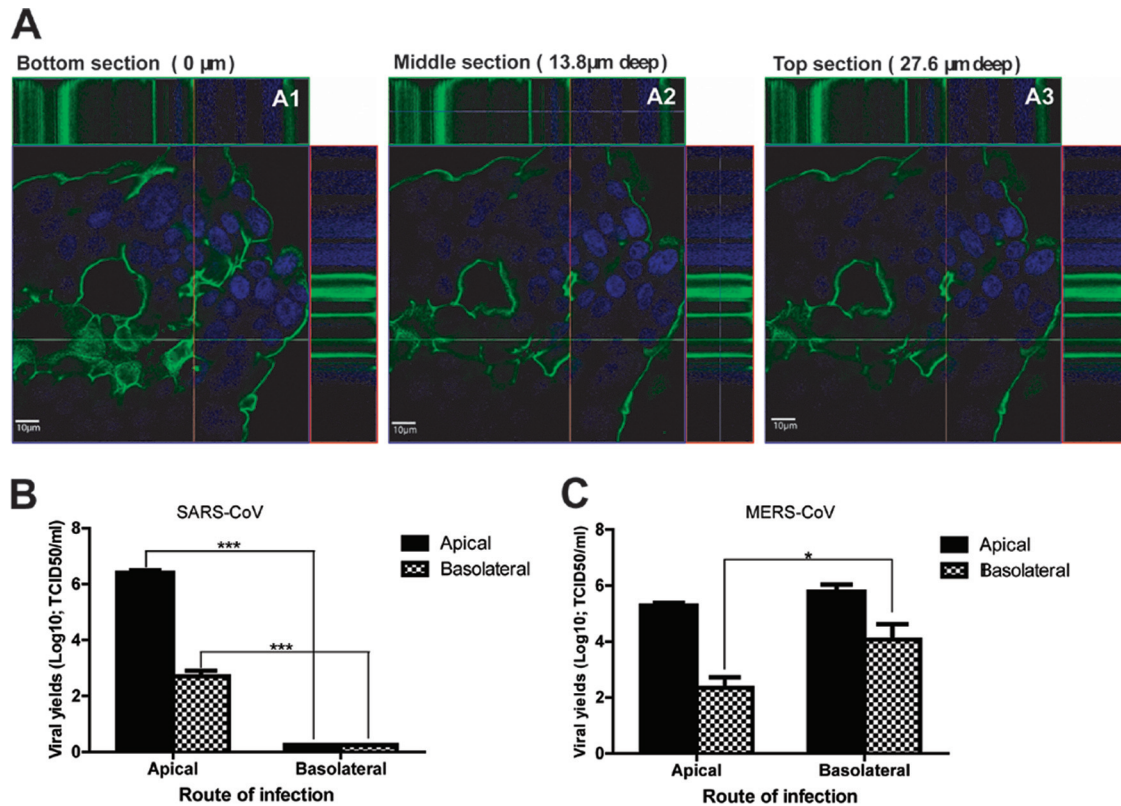 A
Bottom section ( 0 µm)
Middle section ( 13.8µm deep)
Top section ( 27.6 µm deep)
A1
A2
A3
10µm
10µm
10µm
B
SARS-CoV
Viral yields (Log10; TCID50/ml)
8
6
4
2
0
***
***
Apical
Basolateral
Apical
Basolateral
Route of infection
C
MERS-CoV
Viral yields (Log10; TCID50/ml)
8
6
4
2
0
*
Apical
Basolateral
Apical
Basolateral
Route of infection